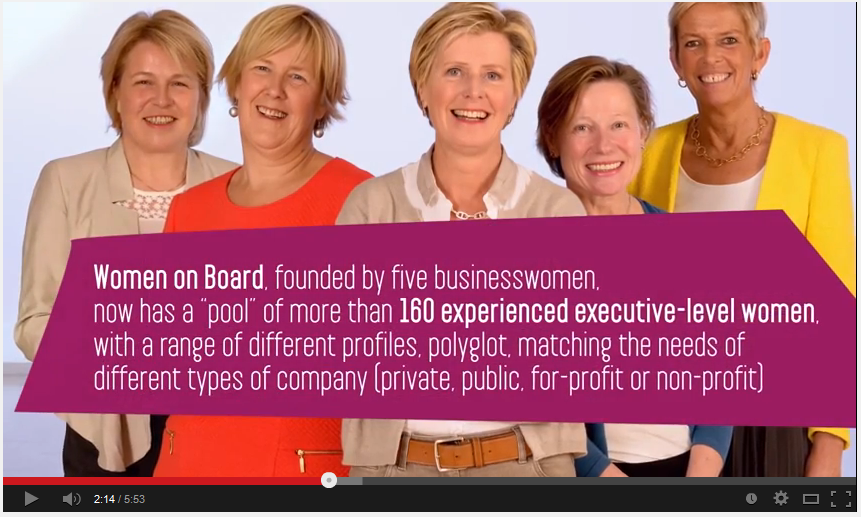 Women on Board, founded by five businesswomen,
now has a “pool” of more than 160 experienced executive-level women,
with a range of different profiles, polyglot, matching the needs of
different types of company (private, public, for-profit or non-profit)
2:14 / 5:53